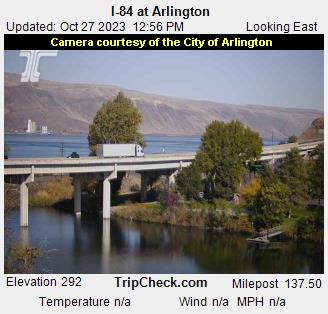 I-84 at Arlington
Updated: Oct 27 2023 12:56 PM Looking East
Camera courtesy of the City of Arlington
Elevation 292 TripCheck.com Milepost 137.50
Temperature n/a Wind n/a MPH n/a